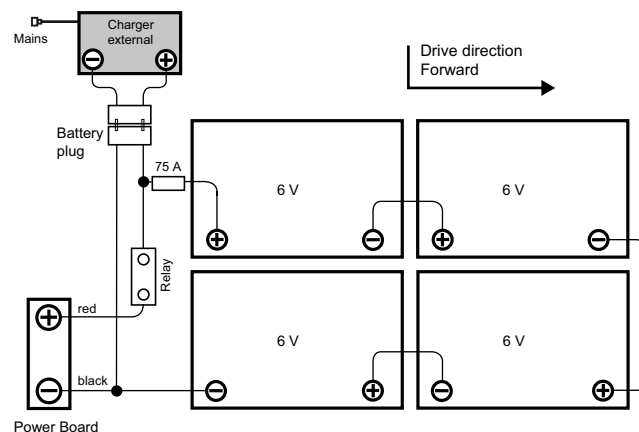 Charger
external
Mains
Drive direction
Forward
Battery
plug
75 A
6 V
6 V
Relay
red
6 V
6 V
black
Power Board